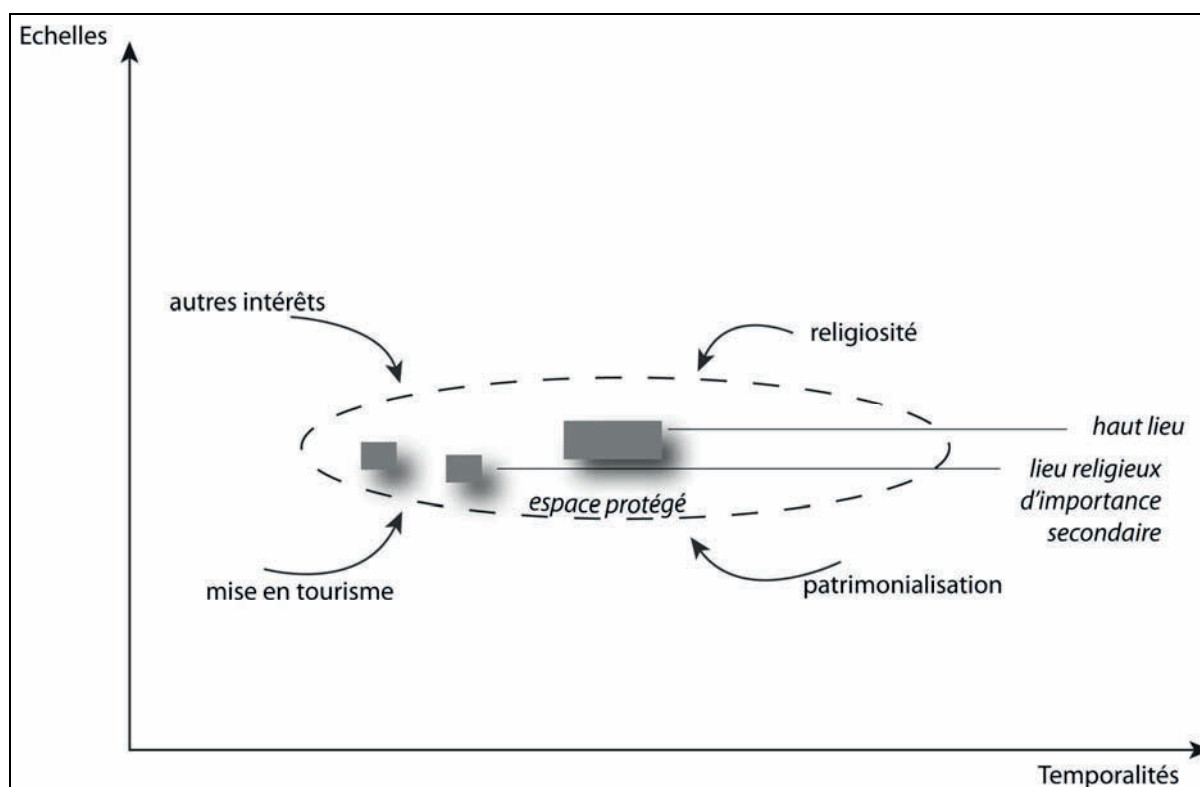 Echelles
autres intérêts
religiosité
haut lieu
lieu religieux
d'importance
secondaire
espace protégé
mise en tourisme
patrimonialisation
Temporalités